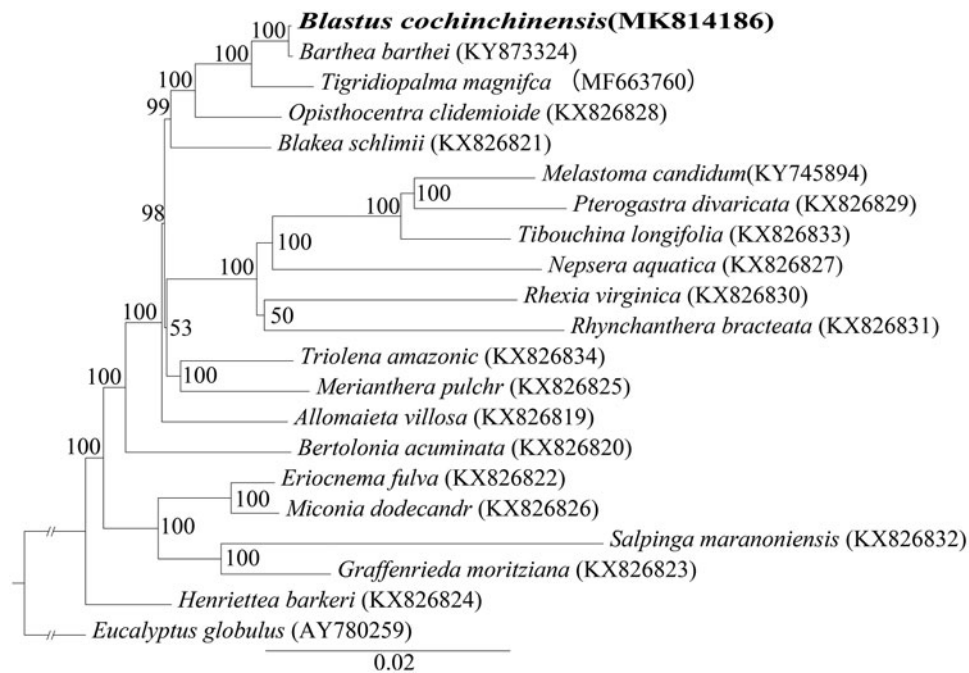 100 Blastus cochinchinensis(MK814186)
100 Barthea barthei (KY873324)
100 Tigridiopalma magnifca （MF663760）
99 Opisthocentra clidemioide (KX826828)
Blakea schlimii (KX826821)
Melastoma candidum(KY745894)
100 100 Pterogastra divaricata (KX826829)
98 Tibouchina longifolia (KX826833)
100 Nepsera aquatica (KX826827)
100 Rhexia virginica (KX826830)
100 53 50 Rhynchanthera bracteata (KX826831)
Triolena amazonic (KX826834)
100 100 Merianthera pulchr (KX826825)
Allomaieta villosa (KX826819)
100 Bertolonia acuminata (KX826820)
Eriocnema fulva (KX826822)
100 Miconia dodecandr (KX826826)
100 Salpinga maranoniensis (KX826832)
100 Graffenrieda moritziana (KX826823)
Henriettea barkeri (KX826824)
Eucalyptus globulus (AY780259)
0.02